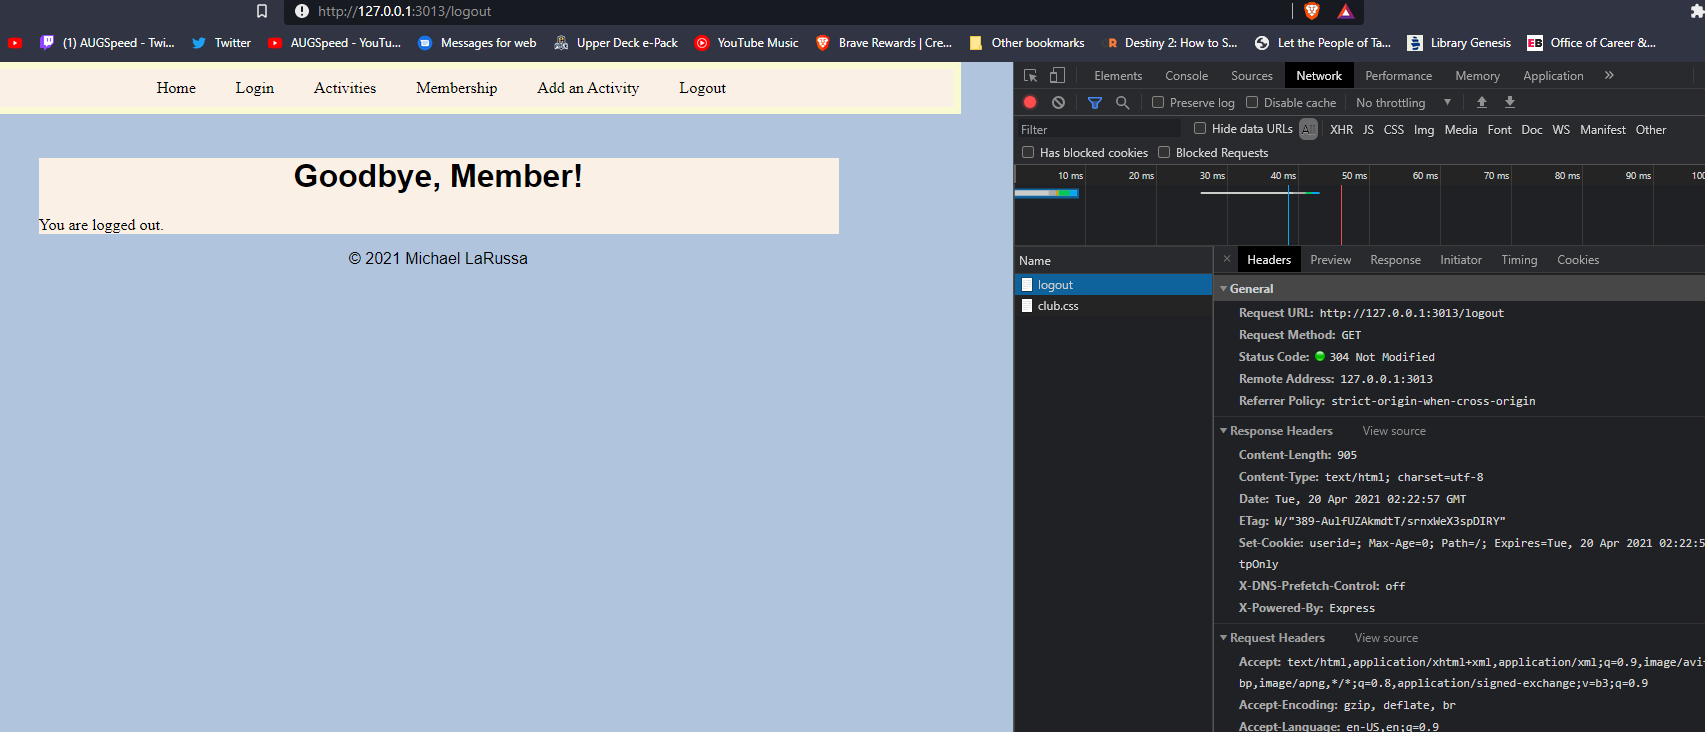 http://127.0.0.1:3013/logout
(1) AUGSpeed - Twi... Twitter AUGSpeed - YouTu... Messages for web Upper Deck e-Pack YouTube Music Brave Rewards | Cre... Other bookmarks Destiny 2: How to S... Let the People of Ta... Library Genesis Office of Career &...
Home Login Activities Membership Add an Activity Logout
Goodbye, Member!
You are logged out.
© 2021 Michael LaRussa
Elements Console Sources Network Performance Memory Application »
Preserve log Disable cache No throttling
Filter Hide data URLs All XHR JS CSS Img Media Font Doc WS Manifest Other
Has blocked cookies Blocked Requests
10 ms 20 ms 30 ms 40 ms 50 ms 60 ms 70 ms 80 ms 90 ms 100
Name
logout
club.css
× Headers Preview Response Initiator Timing Cookies
General
Request URL: http://127.0.0.1:3013/logout
Request Method: GET
Status Code: 304 Not Modified
Remote Address: 127.0.0.1:3013
Referrer Policy: strict-origin-when-cross-origin
Response Headers View source
Content-Length: 905
Content-Type: text/html; charset=utf-8
Date: Tue, 20 Apr 2021 02:22:57 GMT
ETag: W/"389-AulfUZAkmdtT/srnxWeX3spDIRY"
Set-Cookie: userid=; Max-Age=0; Path=/; Expires=Tue, 20 Apr 2021 02:22:5
tpOnly
X-DNS-Prefetch-Control: off
X-Powered-By: Express
Request Headers View source
Accept: text/html,application/xhtml+xml,application/xml;q=0.9,image/avi
bp,image/apng,*/*;q=0.8,application/signed-exchange;v=b3;q=0.9
Accept-Encoding: gzip, deflate, br
Accept-Language: en-US,en;q=0.9